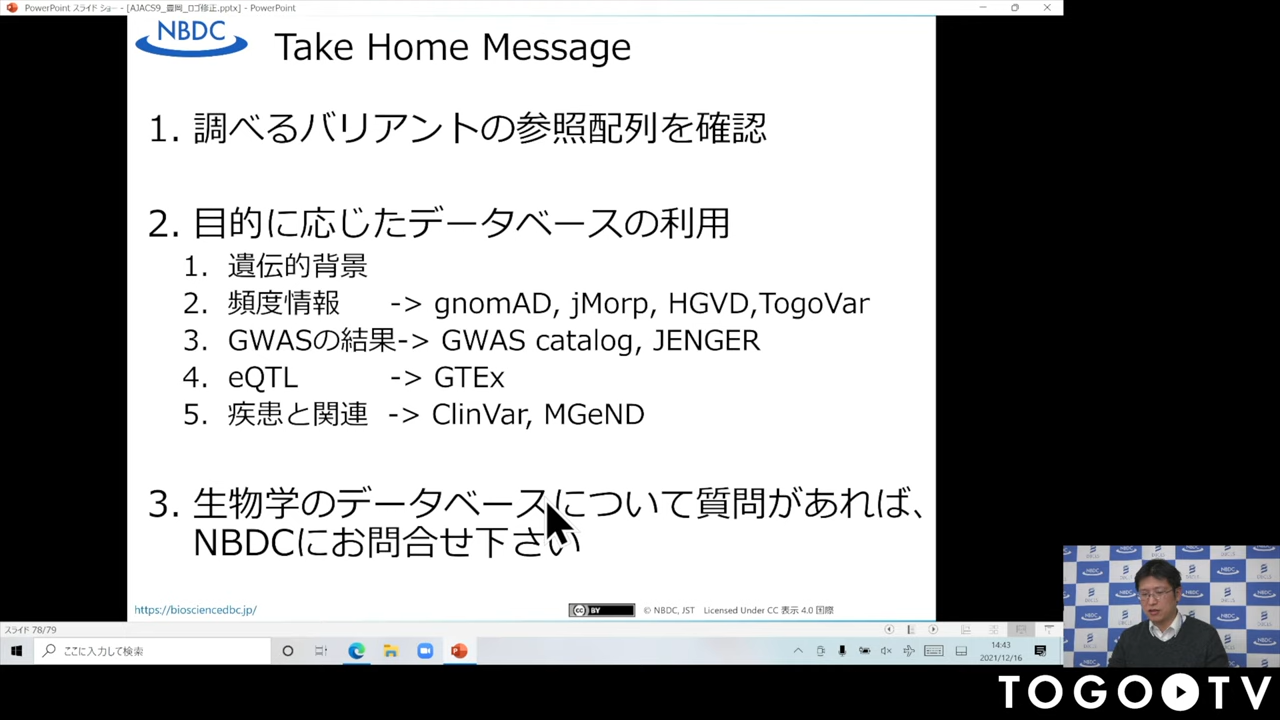 PowerPoint スライド ショー - [AJACS9_豊岡_ロゴ修正.pptx] - PowerPoint
NBDC
Take Home Message
1. 調べるバリアントの参照配列を確認
2. 目的に応じたデータベースの利用
1. 遺伝的背景
2. 頻度情報 -> gnomAD, jMorp, HGVD,TogoVar
3. GWASの結果-> GWAS catalog, JENGER
4. eQTL -> GTEx
5. 疾患と関連 -> ClinVar, MGeND
3. 生物学のデータベースについて質問があれば、
NBDCにお問合せ下さい
https://biosciencedbc.jp/
CC BY
© NBDC, JST Licensed Under CC 表示 4.0 国際
スライド 78/79
ここに入力して検索
14:43
2021/12/16
NBDC
TOGO TV